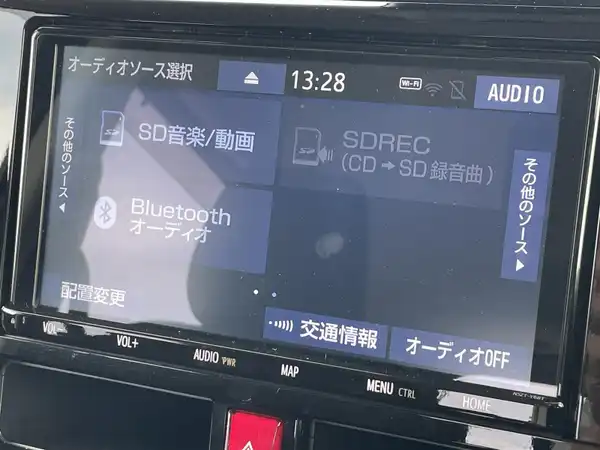 オーディオソース選択
13:28
Wi-Fi
AUDIO
その他のソース
SD音楽/動画
SDREC
(CD➡SD録音曲)
その他のソース
Bluetooth
オーディオ
配置変更
交通情報
オーディオOFF
VOL-
VOL+
AUDIO PWR
MAP
MENU CTRL
HOME